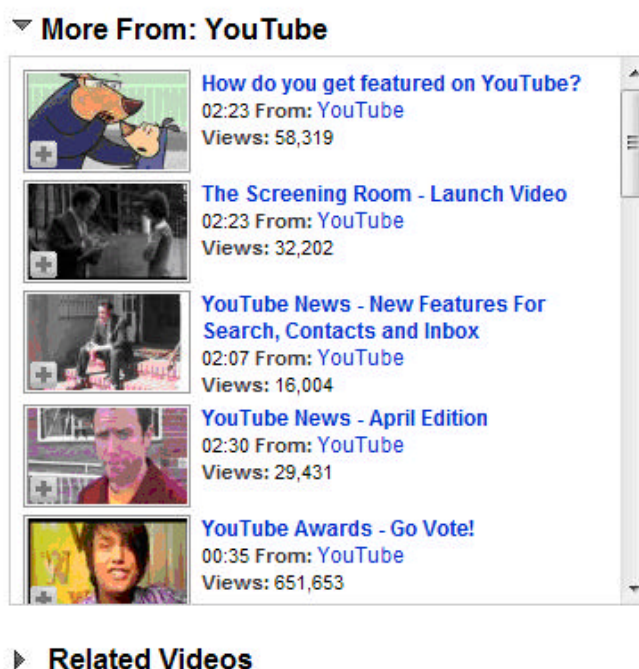 More From: YouTube
How do you get featured on YouTube?
02:23 From: YouTube
Views: 58,319
The Screening Room - Launch Video
02:23 From: YouTube
Views: 32,202
YouTube News - New Features For
Search, Contacts and Inbox
02:07 From: YouTube
Views: 16,004
YouTube News - April Edition
02:30 From: YouTube
Views: 29,431
YouTube Awards - Go Vote!
00:35 From: YouTube
Views: 651,653
Related Videos